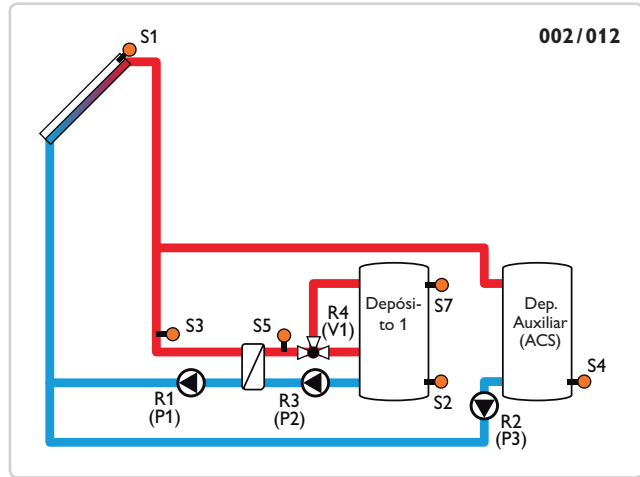 002/012
S1
S3
S5
R4
(V1)
Depósi-
to 1
S7
S2
Dep.
Auxiliar
(ACS)
S4
R1
(P1)
R3
(P2)
R2
(P3)